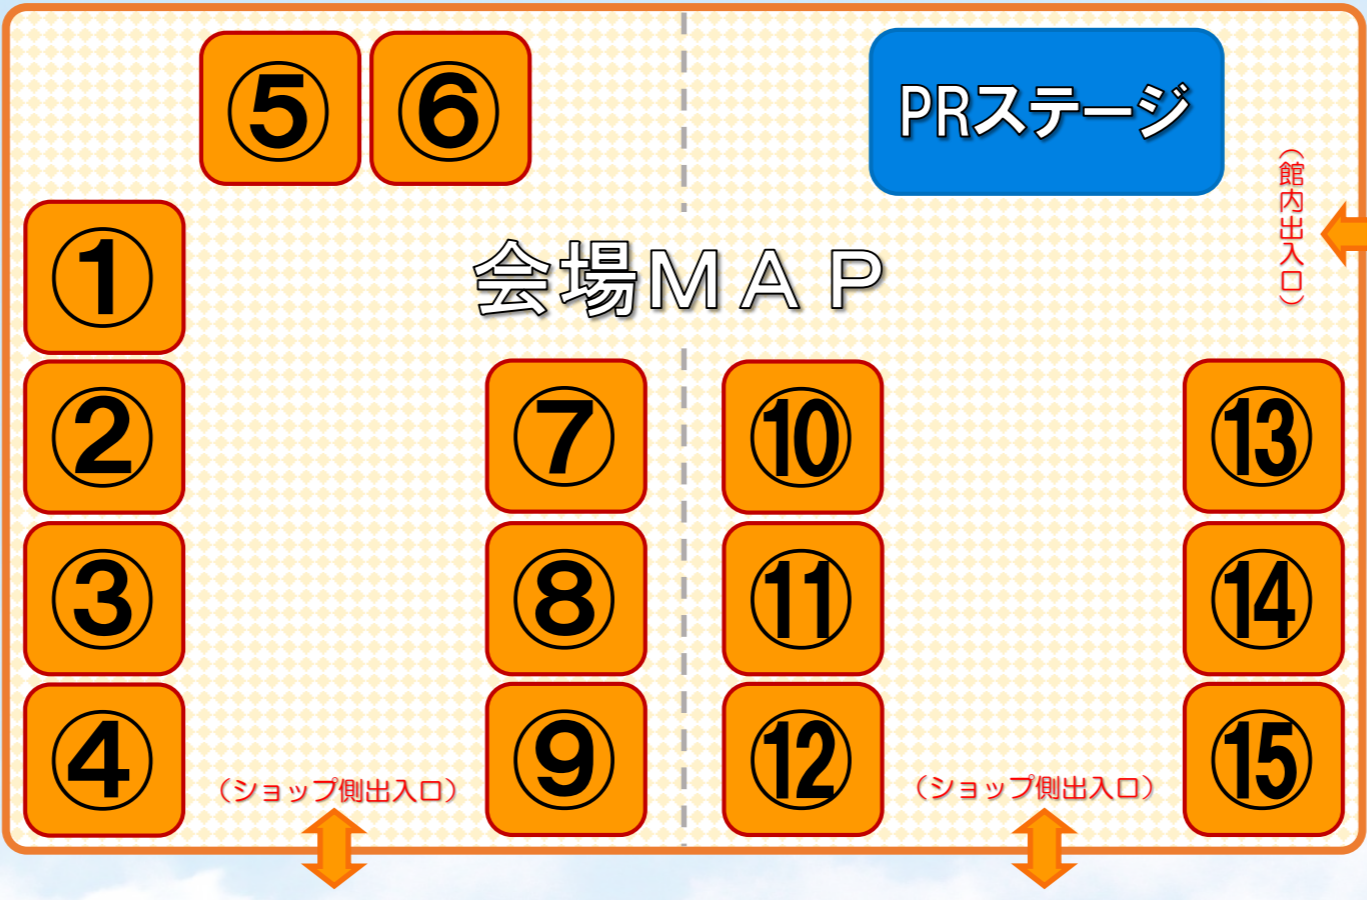 ⑤ ⑥
PRステージ
(館内出入口)
①
会場MAP
② ⑦ ⑩ ⑬
③ ⑧ ⑪ ⑭
④ ⑨ ⑫ ⑮
(ショップ側出入口) (ショップ側出入口)